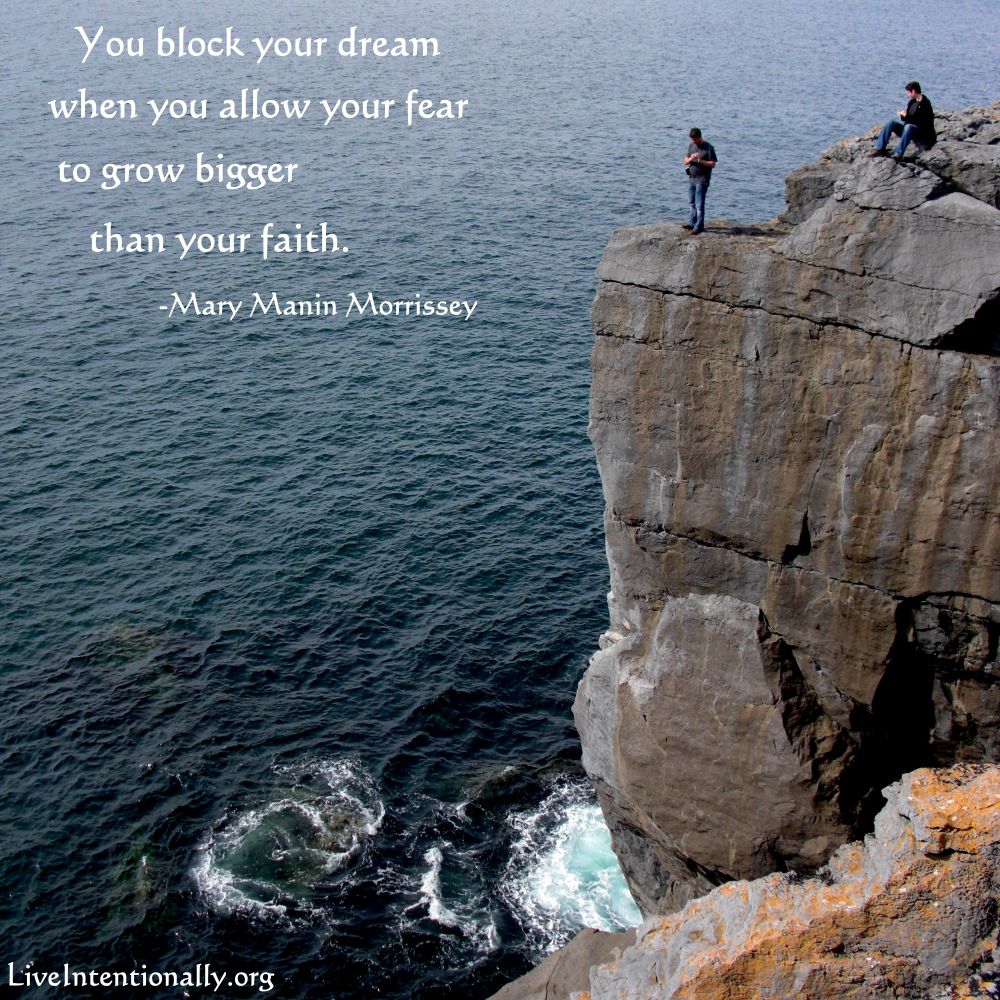 You block your dream
when you allow your fear
to grow bigger
than your faith.
-Mary Manin Morrissey
LiveIntentionally.org